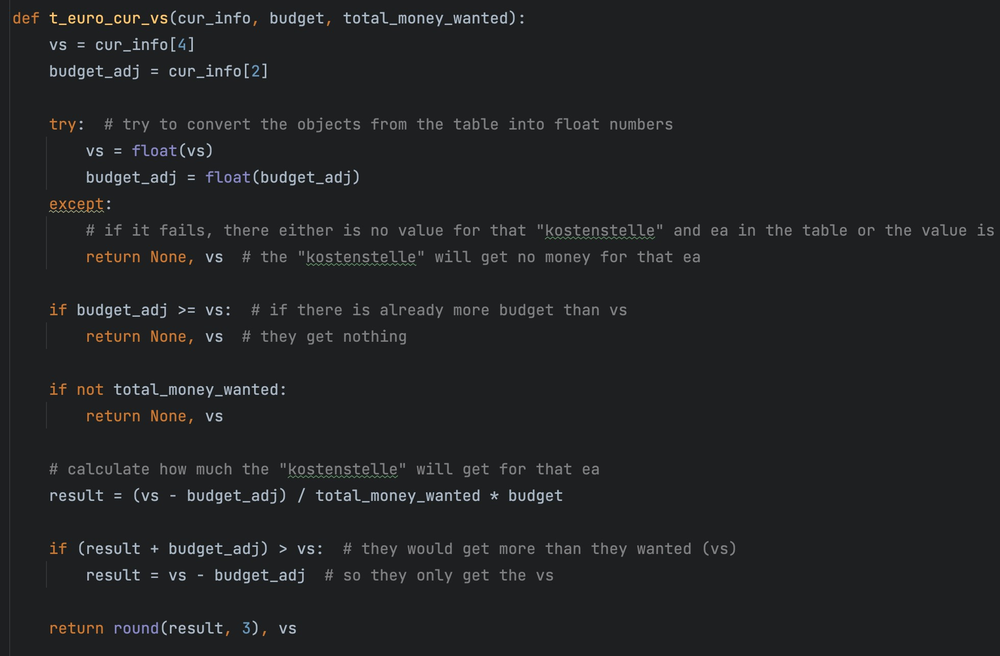 def t_euro_cur_vs(cur_info, budget, total_money_wanted):
    vs = cur_info[4]
    budget_adj = cur_info[2]

    try:  # try to convert the objects from the table into float numbers
        vs = float(vs)
        budget_adj = float(budget_adj)
    except:
        # if it fails, there either is no value for that "kostenstelle" and ea in the table or the value is
        return None, vs  # the "kostenstelle" will get no money for that ea

    if budget_adj >= vs:  # if there is already more budget than vs
        return None, vs  # they get nothing

    if not total_money_wanted:
        return None, vs

    # calculate how much the "kostenstelle" will get for that ea
    result = (vs - budget_adj) / total_money_wanted * budget

    if (result + budget_adj) > vs:  # they would get more than they wanted (vs)
        result = vs - budget_adj  # so they only get the vs

    return round(result, 3), vs